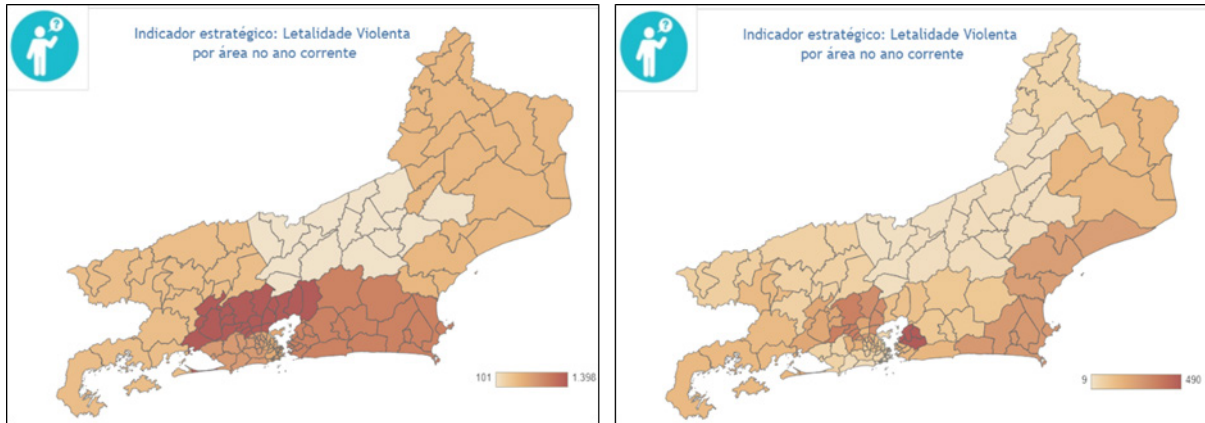 Indicador estratégico: Letalidade Violenta
por área no ano corrente
?
101 1.398
Indicador estratégico: Letalidade Violenta
por área no ano corrente
?
9 490